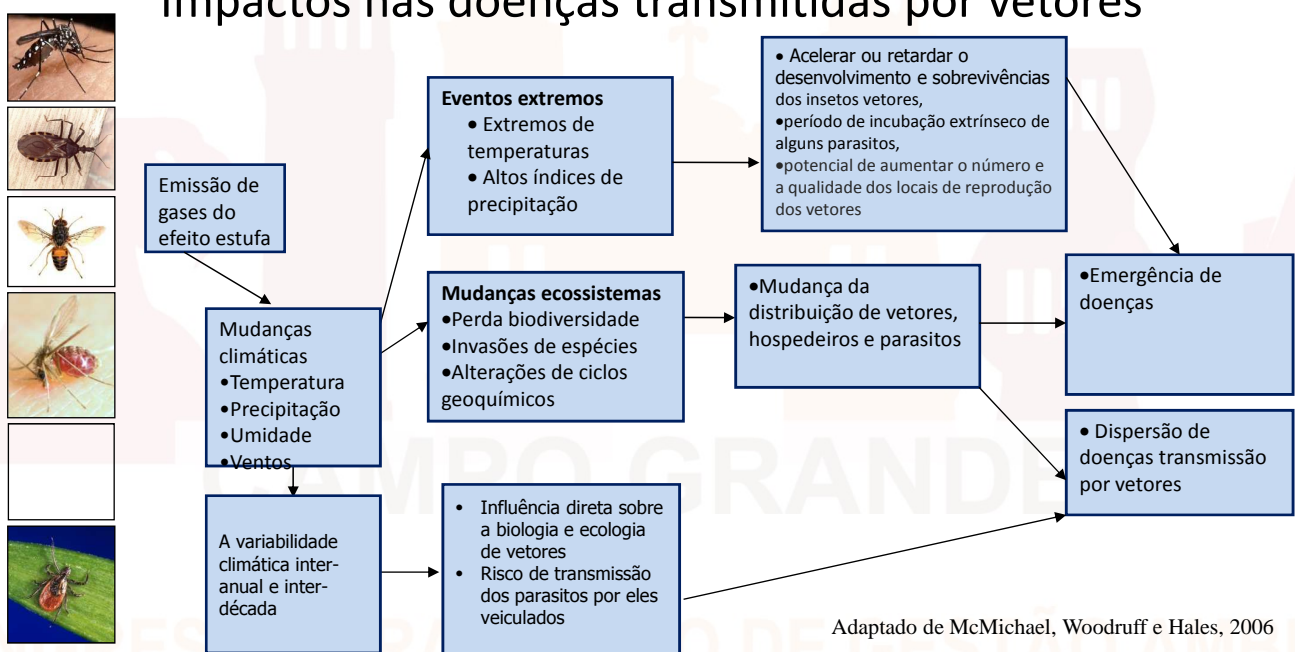 Impactos nas doenças transmitidas por vetores
Emissão de
gases do
efeito estufa
Mudanças
climáticas
•Temperatura
•Precipitação
•Umidade
•Ventos
A variabilidade
climática inter-
anual e inter-
década
Eventos extremos
• Extremos de
temperaturas
• Altos índices de
precipitação
Mudanças ecossistemas
•Perda biodiversidade
•Invasões de espécies
•Alterações de ciclos
geoquímicos
• Influência direta sobre
a biologia e ecologia
de vetores
• Risco de transmissão
dos parasitos por eles
veiculados
• Acelerar ou retardar o
desenvolvimento e sobrevivências
dos insetos vetores,
•período de incubação extrínseco de
alguns parasitos,
•potencial de aumentar o número e
a qualidade dos locais de reprodução
dos vetores
•Mudança da
distribuição de vetores,
hospedeiros e parasitos
•Emergência de
doenças
• Dispersão de
doenças transmissão
por vetores
CAMPO GRANDE
Adaptado de McMichael, Woodruff e Hales, 2006